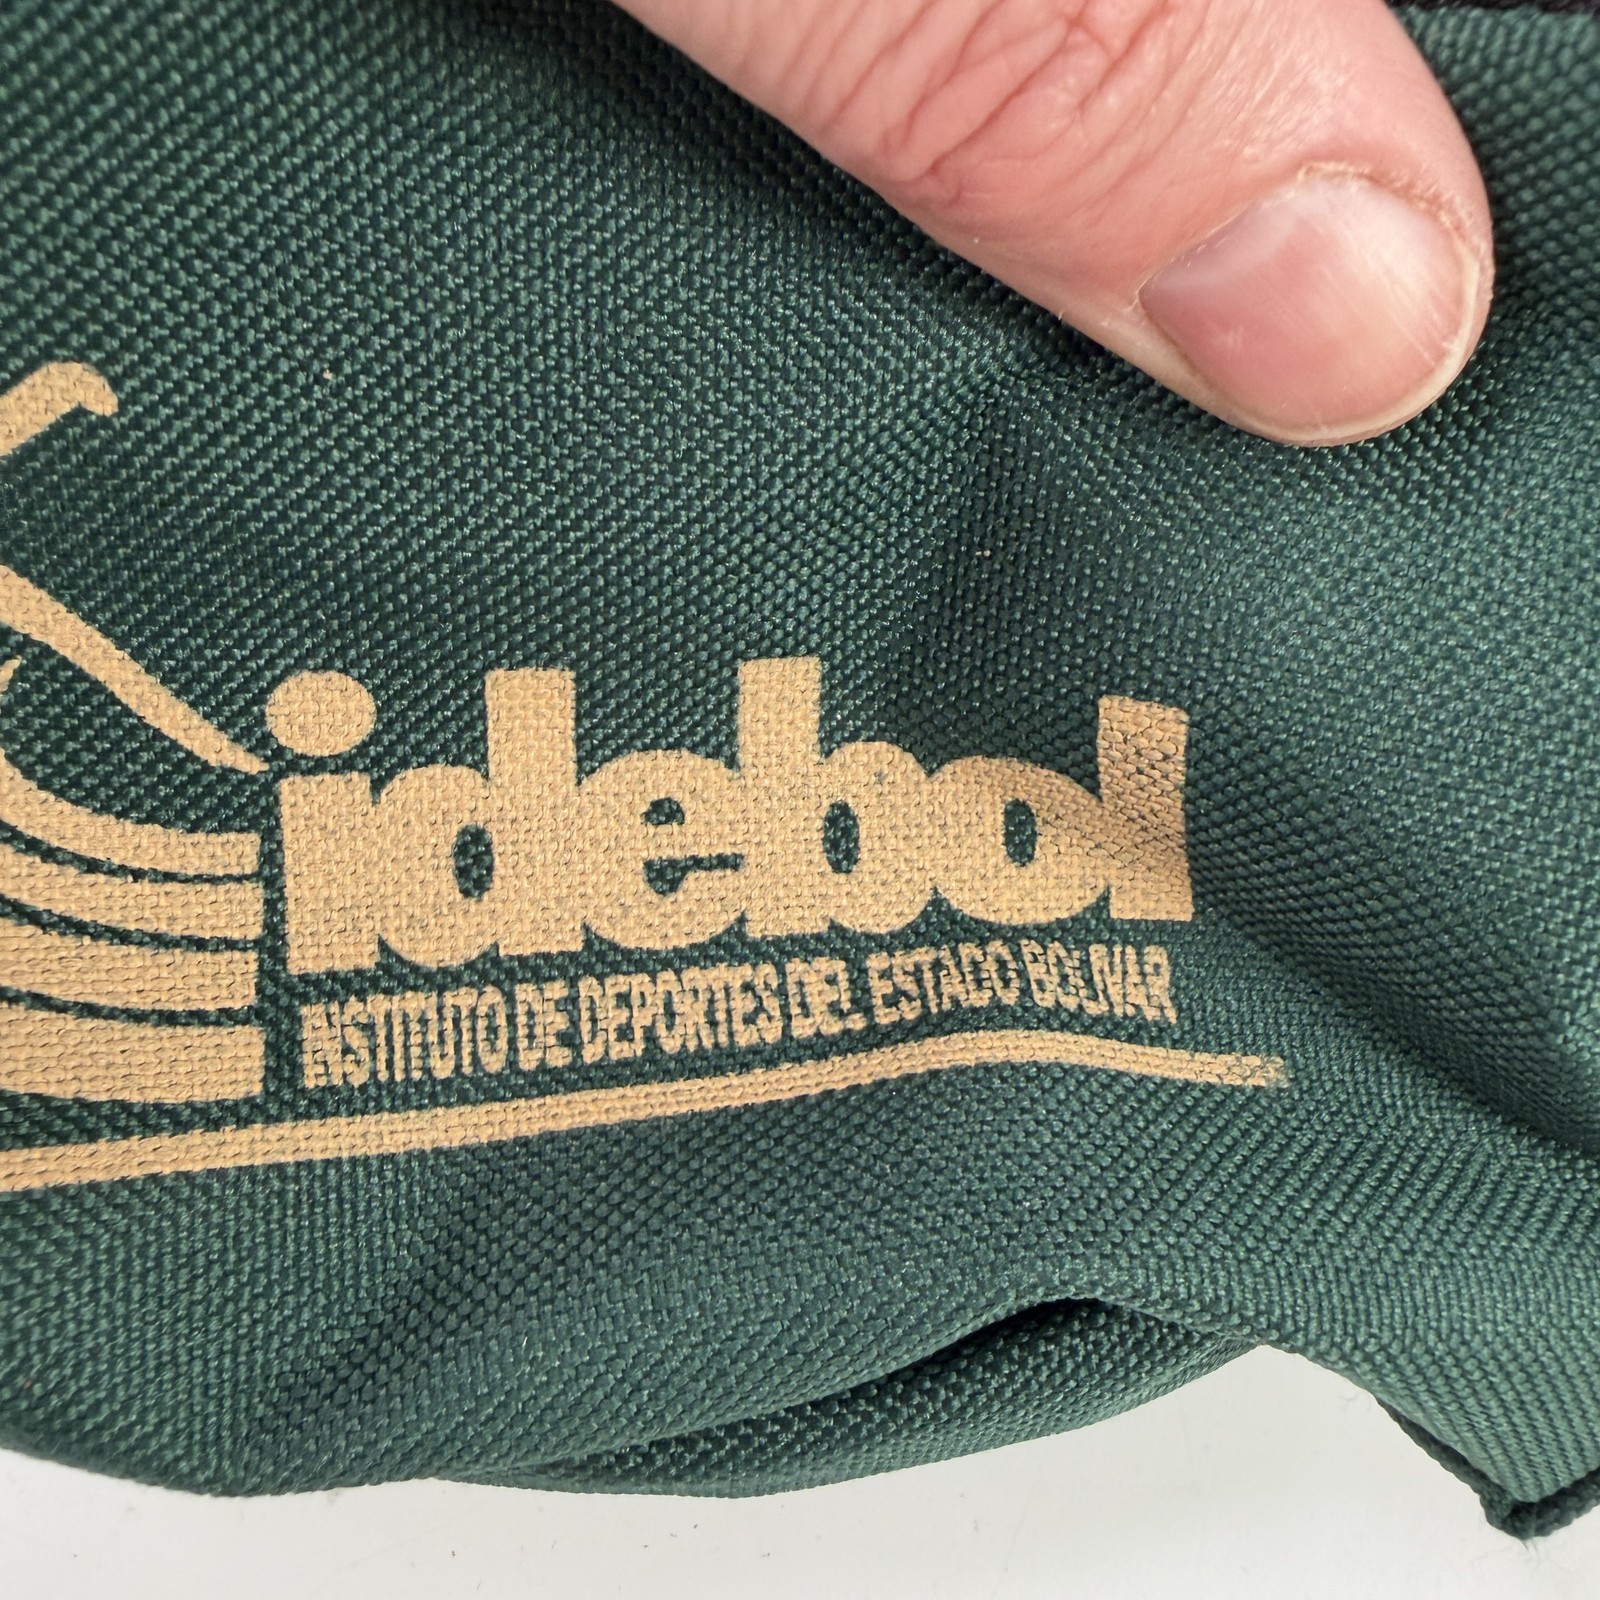 idebol
INSTITUTO DE DEPORTES DEL ESTADO BOLIVAR